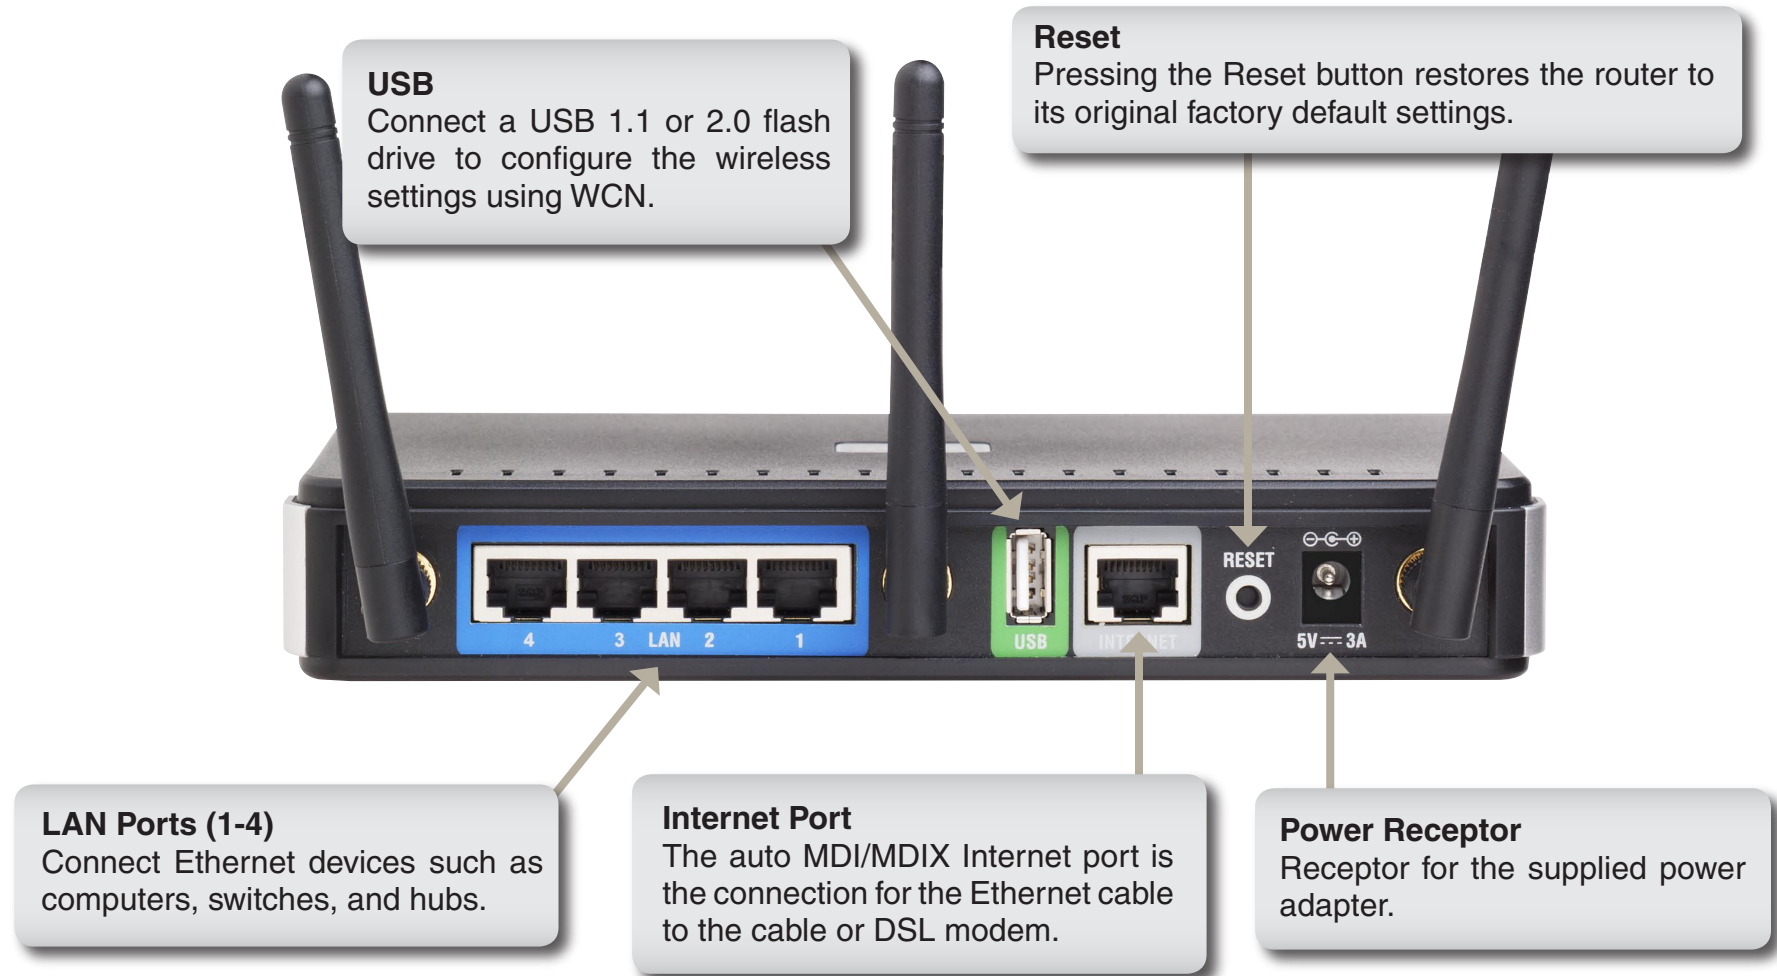 Reset
Pressing the Reset button restores the router to
its original factory default settings.
USB
Connect a USB 1.1 or 2.0 flash
drive to configure the wireless
settings using WCN.
RESET
4 3 LAN 2 1
USB
INTERNET
5V 3A
LAN Ports (1-4)
Connect Ethernet devices such as
computers, switches, and hubs.
Internet Port
The auto MDI/MDIX Internet port is
the connection for the Ethernet cable
to the cable or DSL modem.
Power Receptor
Receptor for the supplied power
adapter.